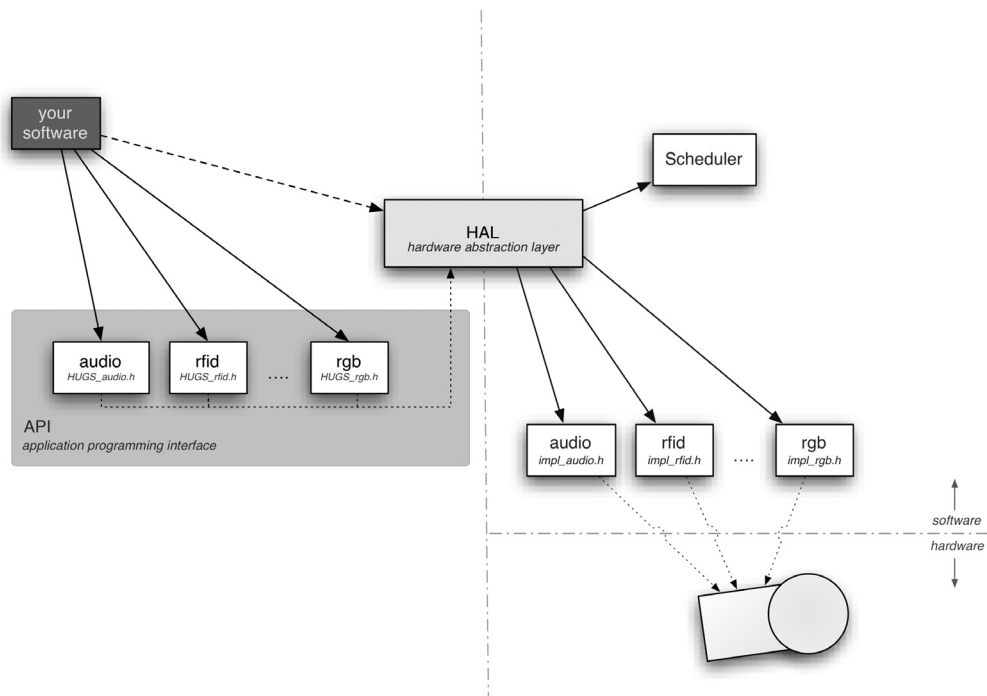 your
software
Scheduler
HAL
hardware abstraction layer
audio
HUGS_audio.h
rfid
HUGS_rfid.h
....
rgb
HUGS_rgb.h
API
application programming interface
audio
impl_audio.h
rfid
impl_rfid.h
....
rgb
impl_rgb.h
software
hardware